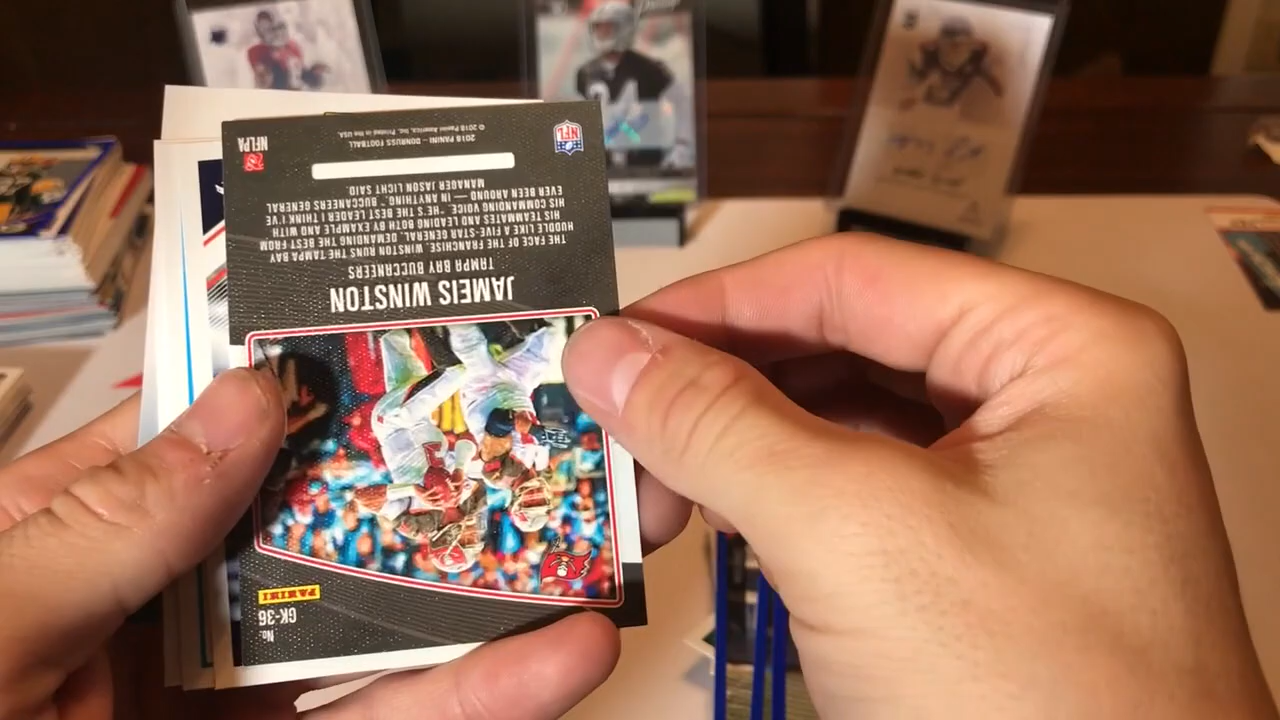 No.
GK-36
PANINI
JAMEIS WINSTON
TAMPA BAY BUCCANEERS
THE FACE OF THE FRANCHISE, WINSTON RUNS THE TAMPA BAY
HUDDLE LIKE A FIVE-STAR GENERAL, DEMANDING THE BEST FROM
HIS TEAMMATES AND LEADING BOTH BY EXAMPLE AND WITH
HIS COMMANDING VOICE. "HE'S THE BEST LEADER I THINK I'VE
EVER BEEN AROUND — IN ANYTHING," BUCCANEERS GENERAL
MANAGER JASON LICHT SAID.
2018 PANINI – DONRUSS FOOTBALL
© 2018 Panini America, Inc. Printed in the USA.
NFL
NFLPA